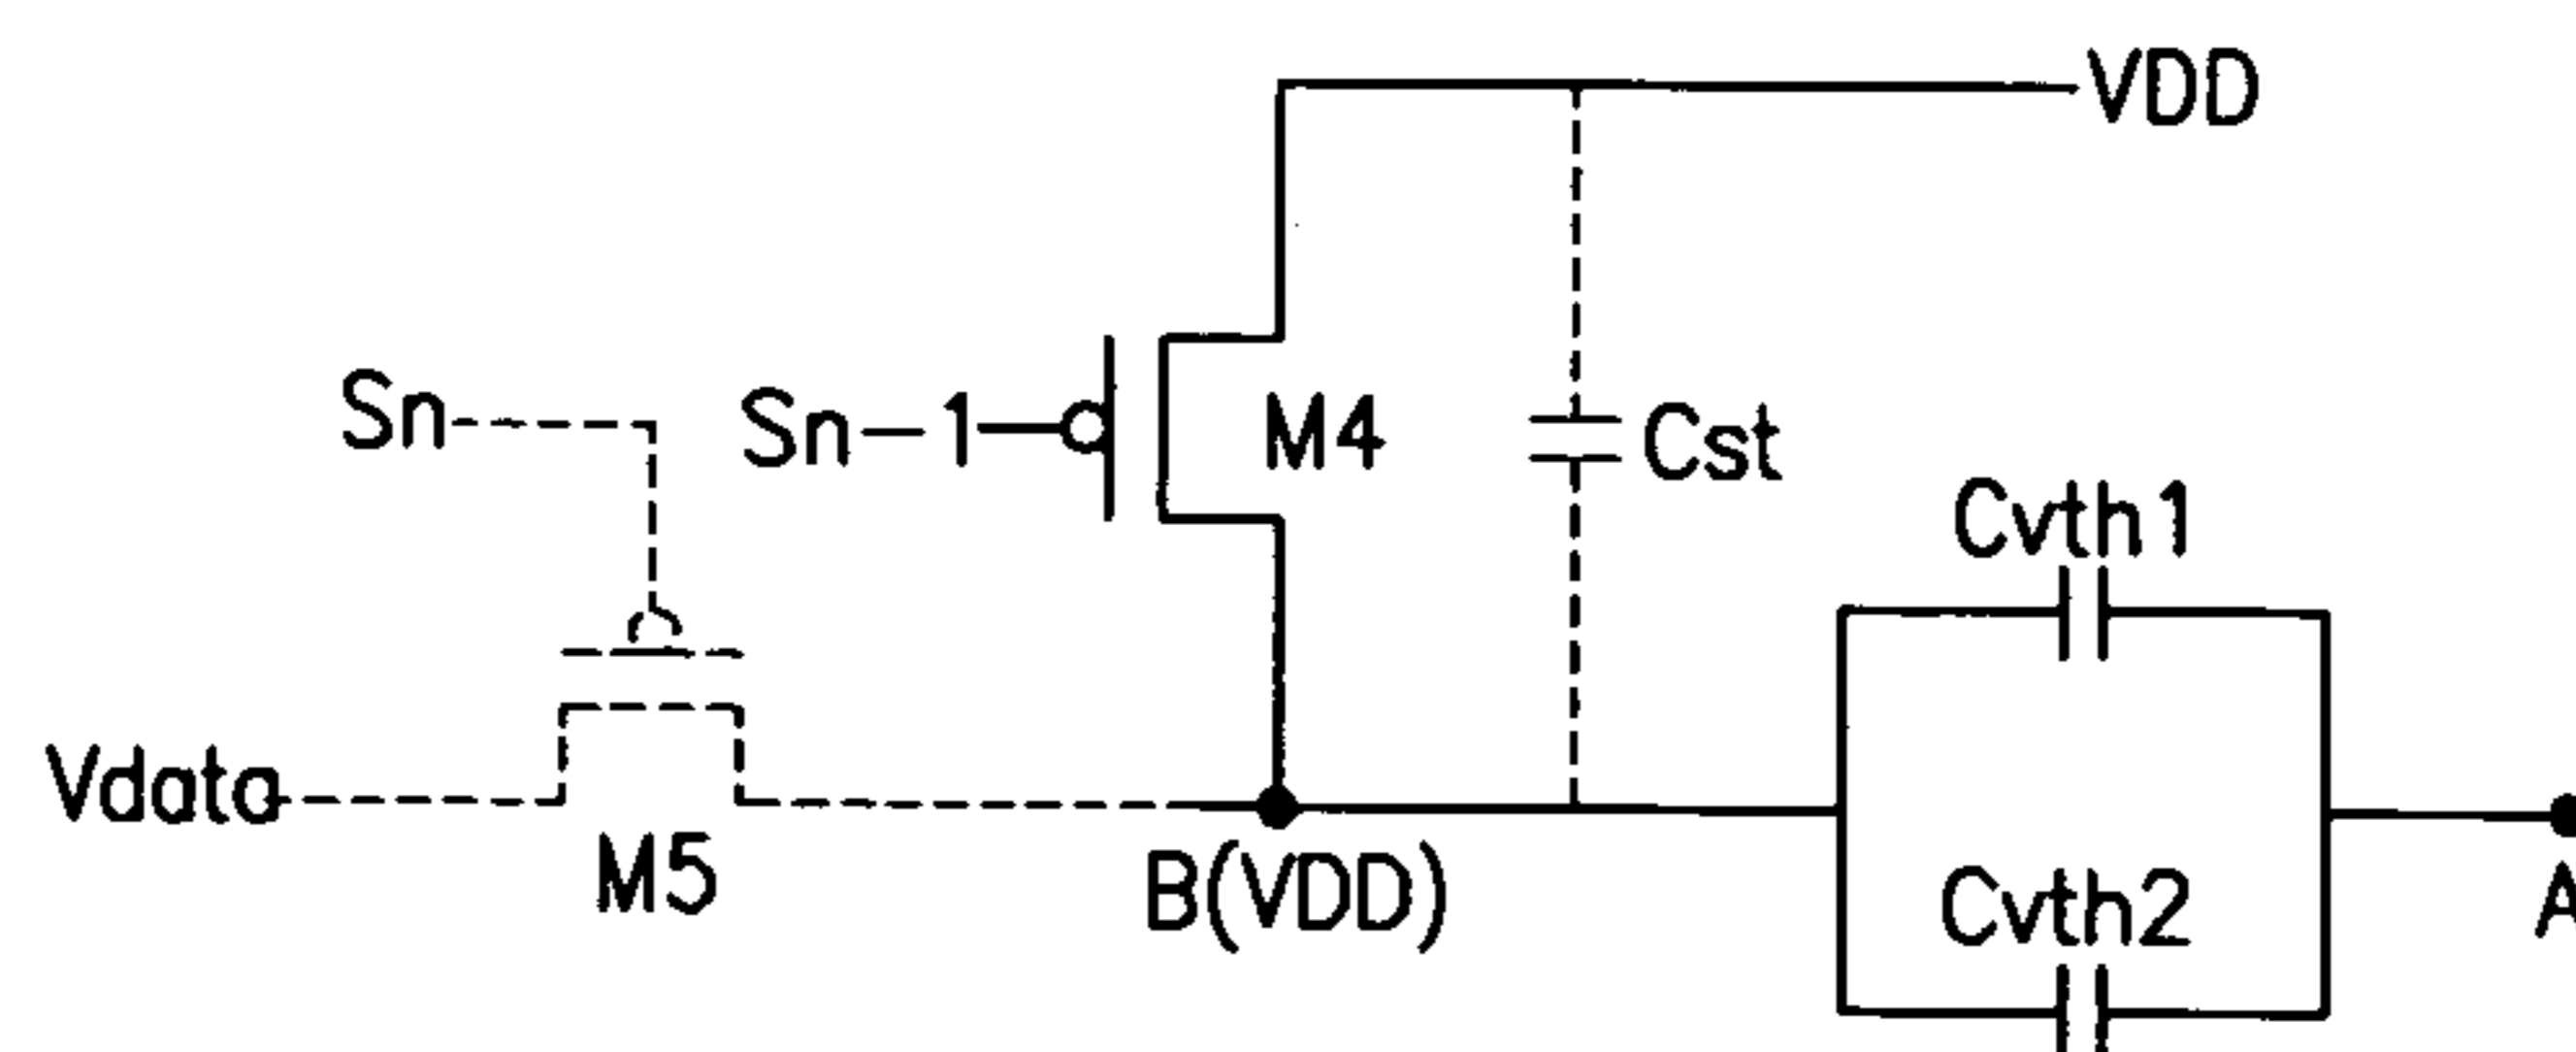 VDD
Sn
Sn-1
M4
Cst
Cvth1
Vdata
M5
B(VDD)
Cvth2
A